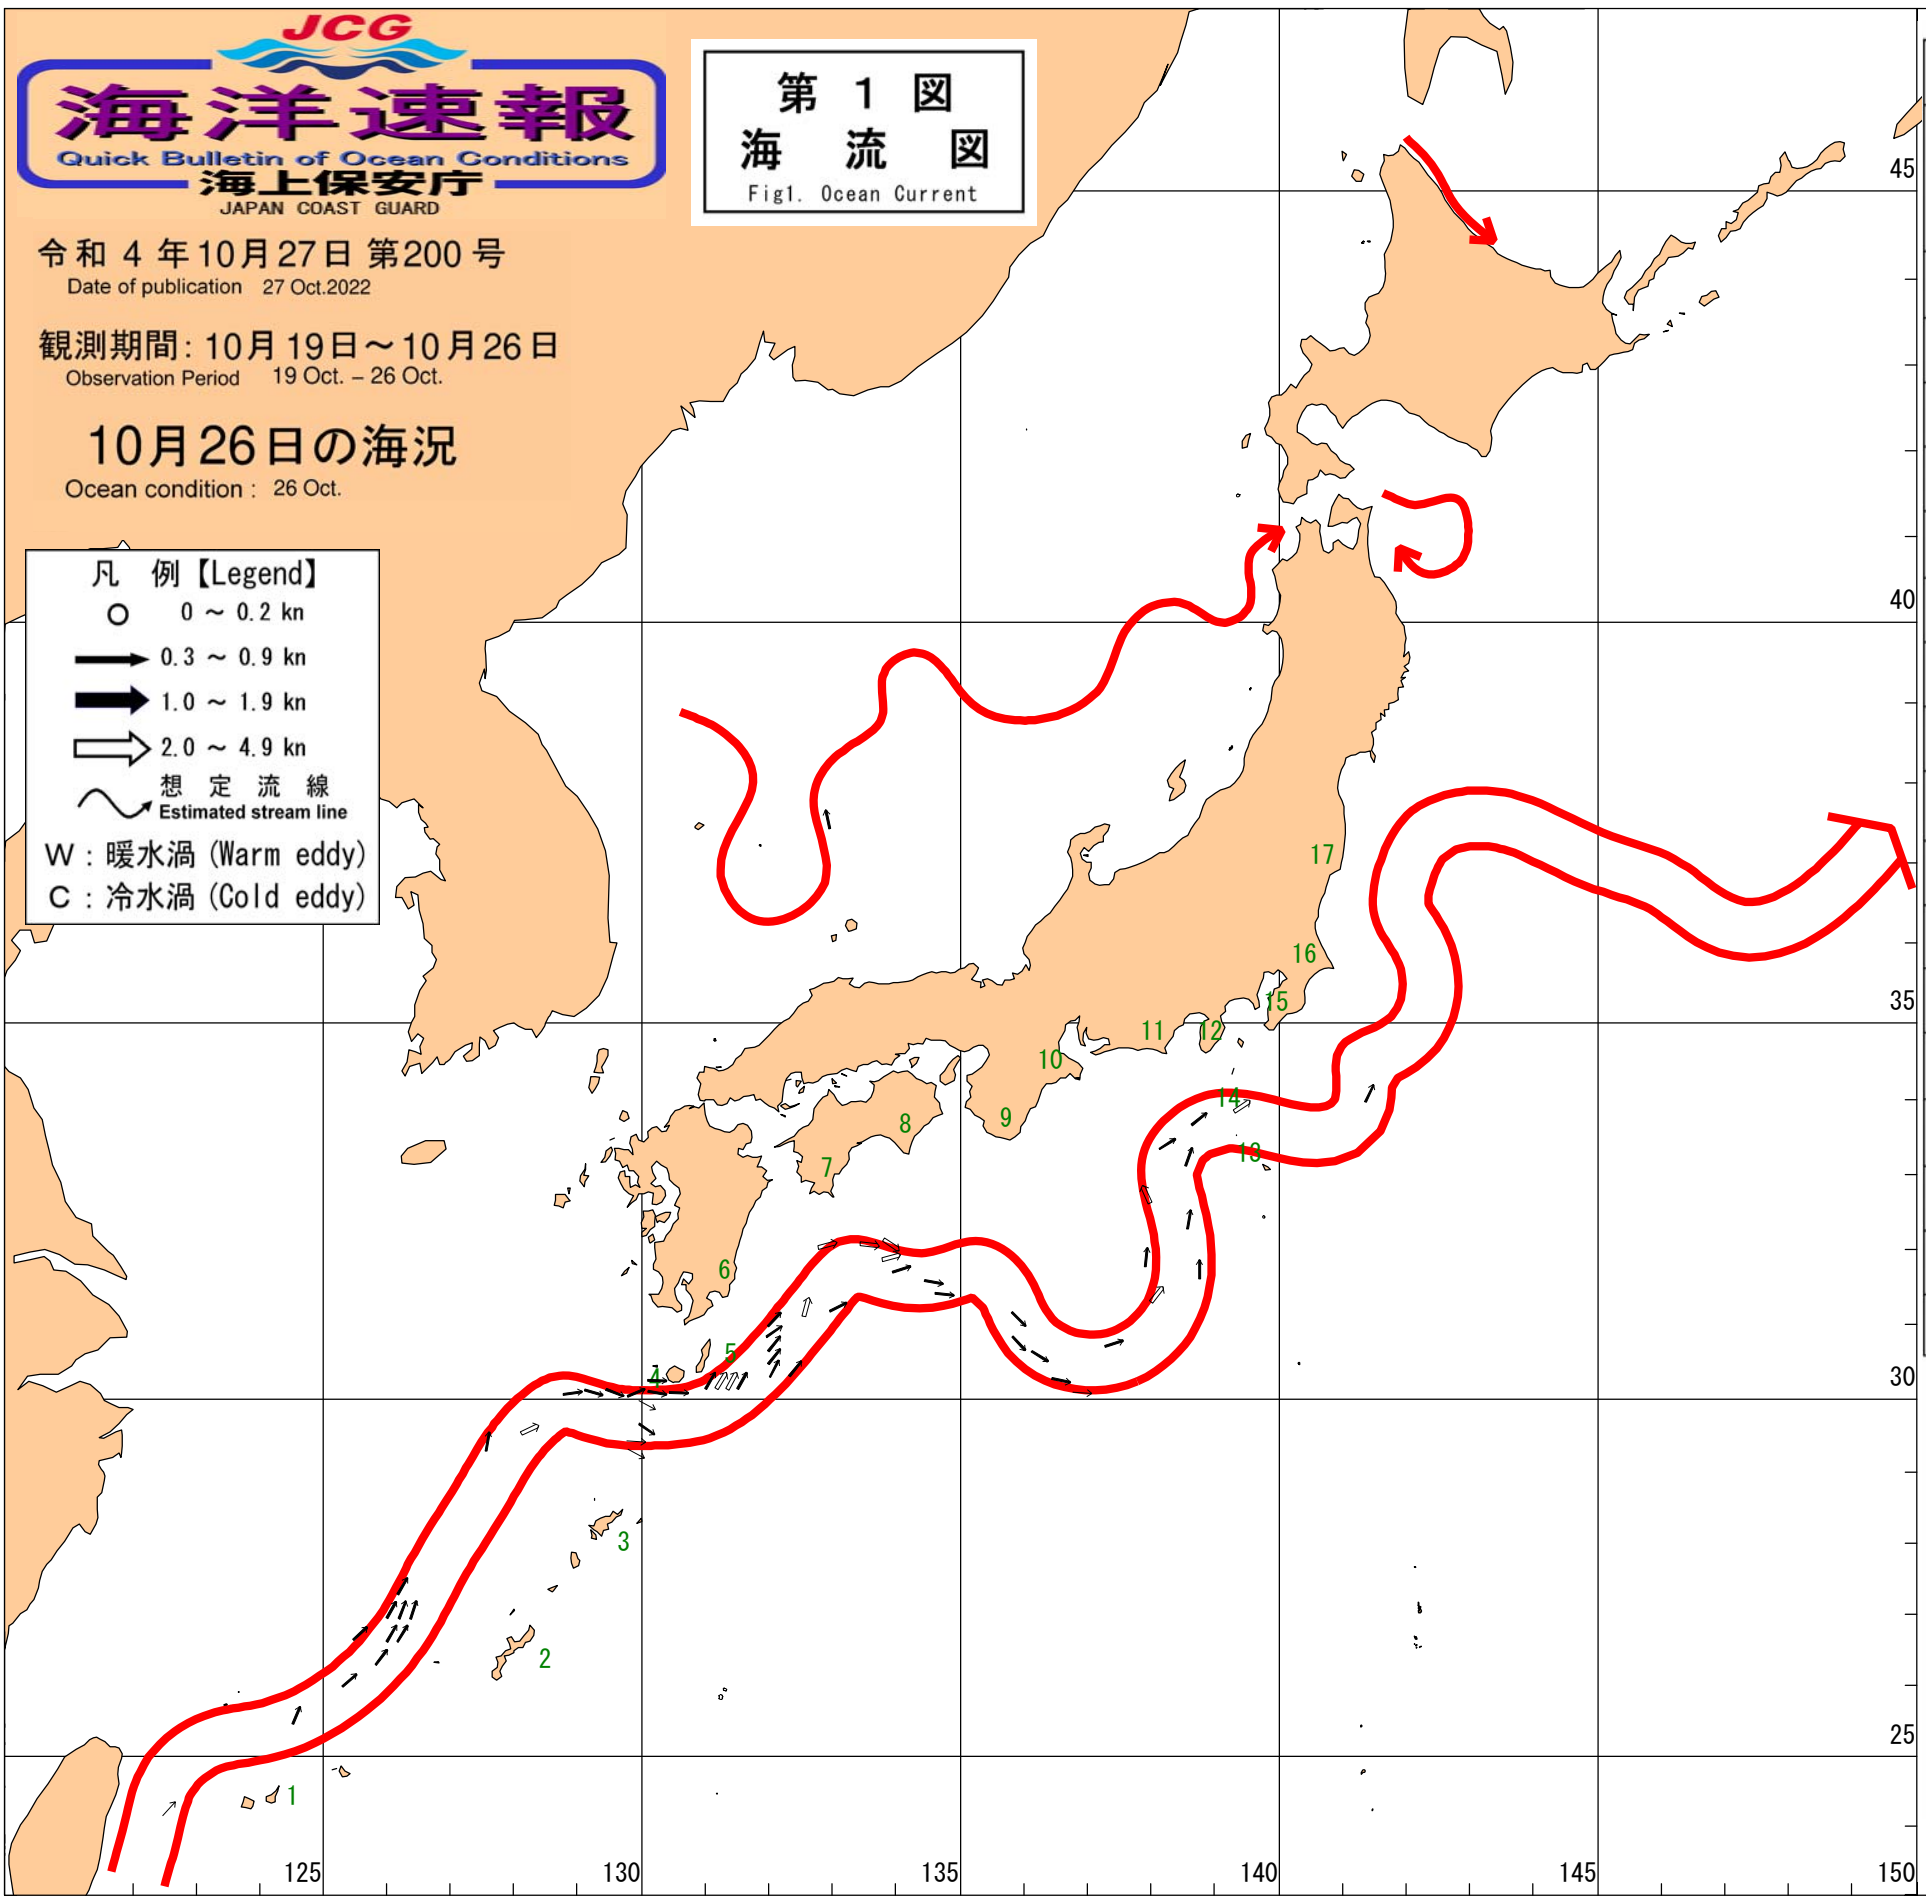 JCG
海洋速報
Quick Bulletin of Ocean Conditions
海上保安庁
JAPAN COAST GUARD
令和 4 年10月27日 第200 号
Date of publication 27 Oct.2022
観測期間: 10月19日～10月26日
Observation Period 19 Oct. – 26 Oct.
10月26日の海況
Ocean condition : 26 Oct.
第 1 図
海 流 図
Fig1. Ocean Current
凡 例【Legend】
0 ～ 0.2 kn
0.3 ～ 0.9 kn
1.0 ～ 1.9 kn
2.0 ～ 4.9 kn
想 定 流 線
Estimated stream line
W : 暖水渦 (Warm eddy)
C : 冷水渦 (Cold eddy)
45
40
35
30
25
17
16
15
12
11
10
14
13
9
8
7
6
5
4
3
2
1
125
130
135
140
145
150